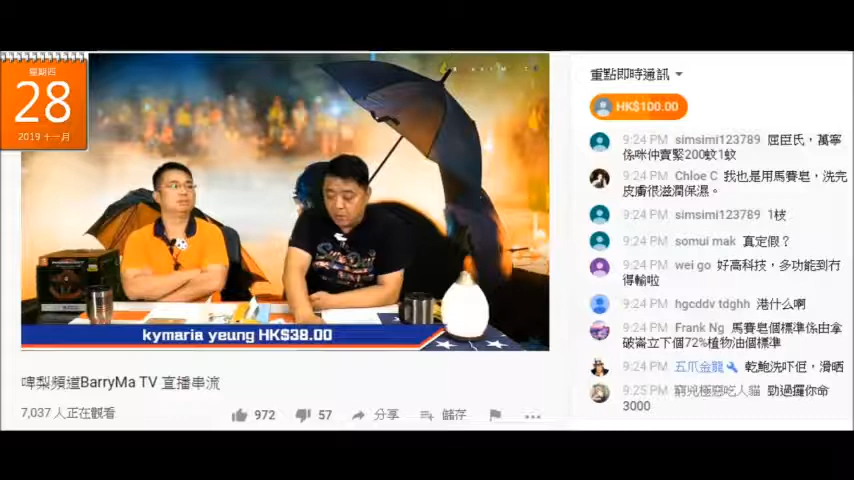 星期四
28
2019 十一月
kymaria yeung HK$38.00
啤梨頻道BarryMa TV 直播串流
7,037 人正在觀看
972
57
分享
儲存
重點即時通訊
HK$100.00
9:24 PM simsimi123789 屈臣氏，萬寧
係咪仲賣緊200蚊1蚊
9:24 PM Chloe C 我也是用馬賽皂，洗完
皮膚很滋潤保濕。
9:24 PM simsimi123789 1枝
9:24 PM somui mak 真定假？
9:24 PM wei go 好高科技，多功能到冇
得輸啦
9:24 PM hgcddv tdghh 港什么啊
9:24 PM Frank Ng 馬賽皂個標準係由拿
破崙立下個72%植物油個標準
9:24 PM 五爪金龍 乾鮑洗吓佢，滑晒
9:25 PM 窮兇極惡吃人貓 勁過攞你命
3000